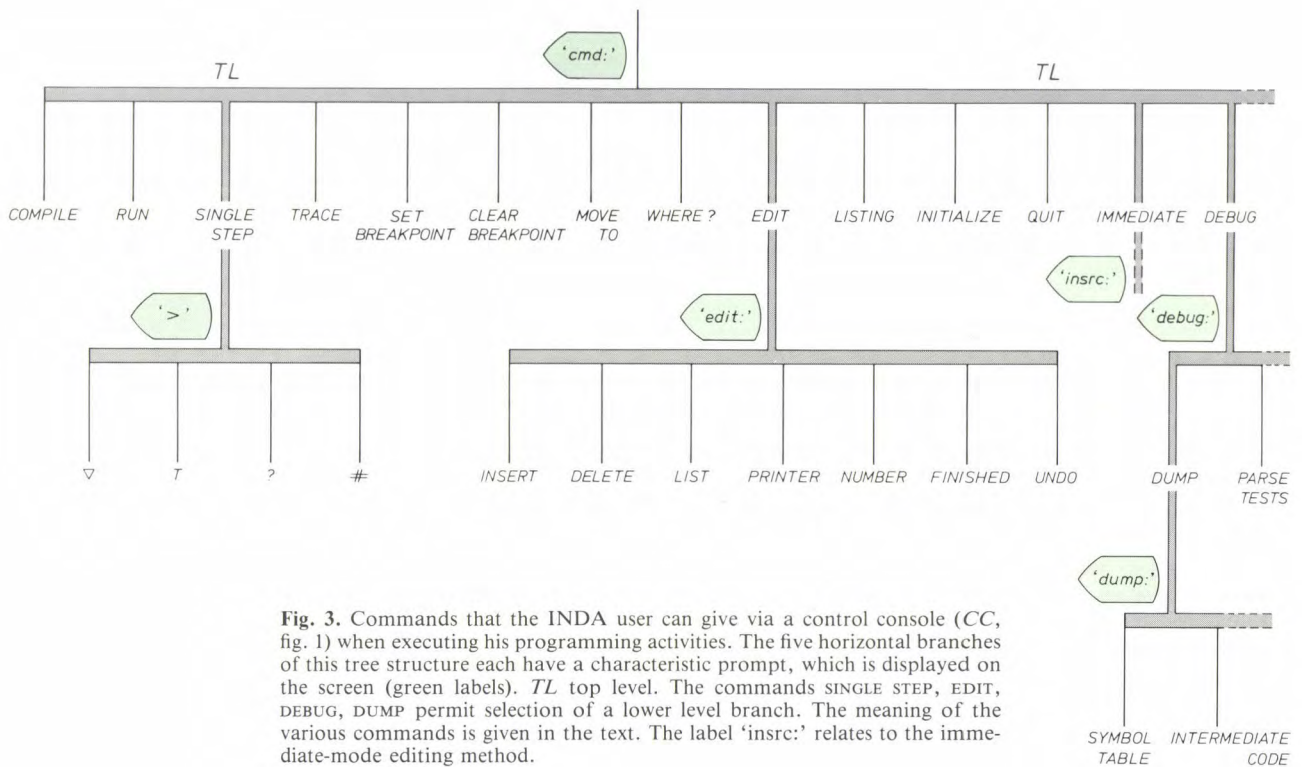 'cmd:'
TL TL
COMPILE RUN SINGLE STEP TRACE SET BREAKPOINT CLEAR BREAKPOINT MOVE TO WHERE? EDIT LISTING INITIALIZE QUIT IMMEDIATE DEBUG
'insrc:'
'>' 'edit:' 'debug:'
▽ T ? # INSERT DELETE LIST PRINTER NUMBER FINISHED UNDO DUMP PARSE TESTS
'dump:'
Fig. 3. Commands that the INDA user can give via a control console (CC,
fig. 1) when executing his programming activities. The five horizontal branches
of this tree structure each have a characteristic prompt, which is displayed on
the screen (green labels). TL top level. The commands SINGLE STEP, EDIT,
DEBUG, DUMP permit selection of a lower level branch. The meaning of the
various commands is given in the text. The label 'insrc:' relates to the imme-
diate-mode editing method.
SYMBOL TABLE INTERMEDIATE CODE